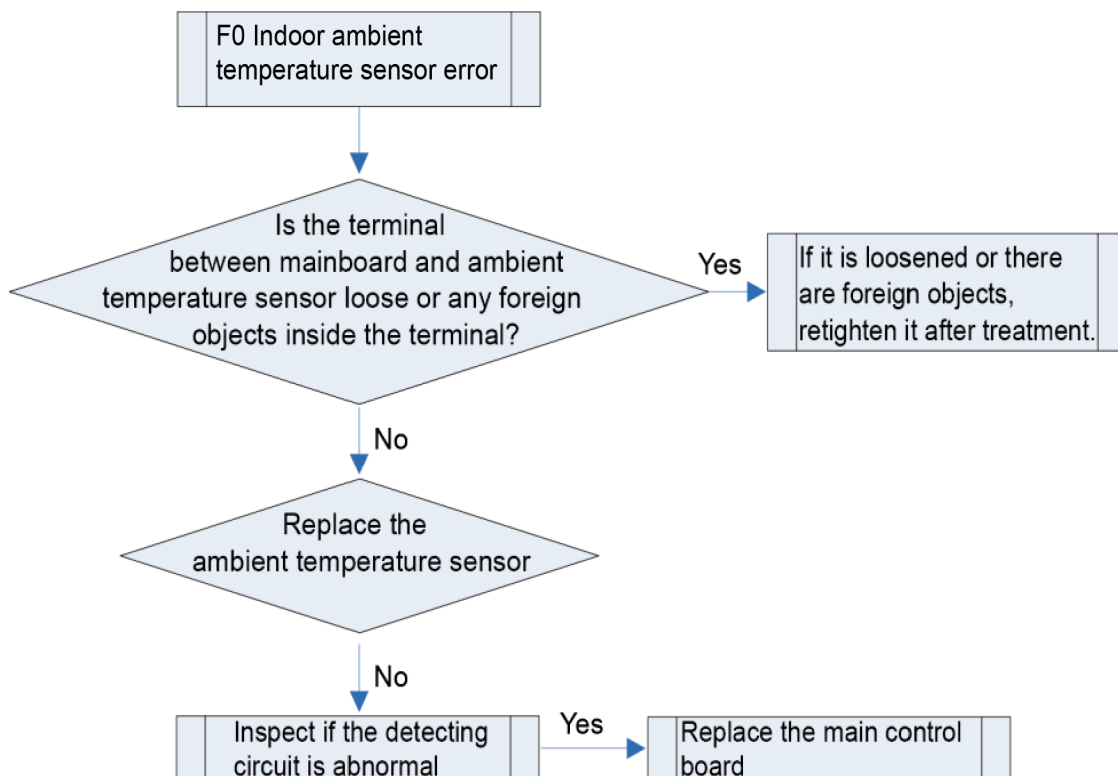 F0 Indoor ambient
temperature sensor error
Is the terminal
between mainboard and ambient
temperature sensor loose or any foreign
objects inside the terminal?
Yes
If it is loosened or there
are foreign objects,
retighten it after treatment.
No
Replace the
ambient temperature sensor
No
Inspect if the detecting
circuit is abnormal
Yes
Replace the main control
board